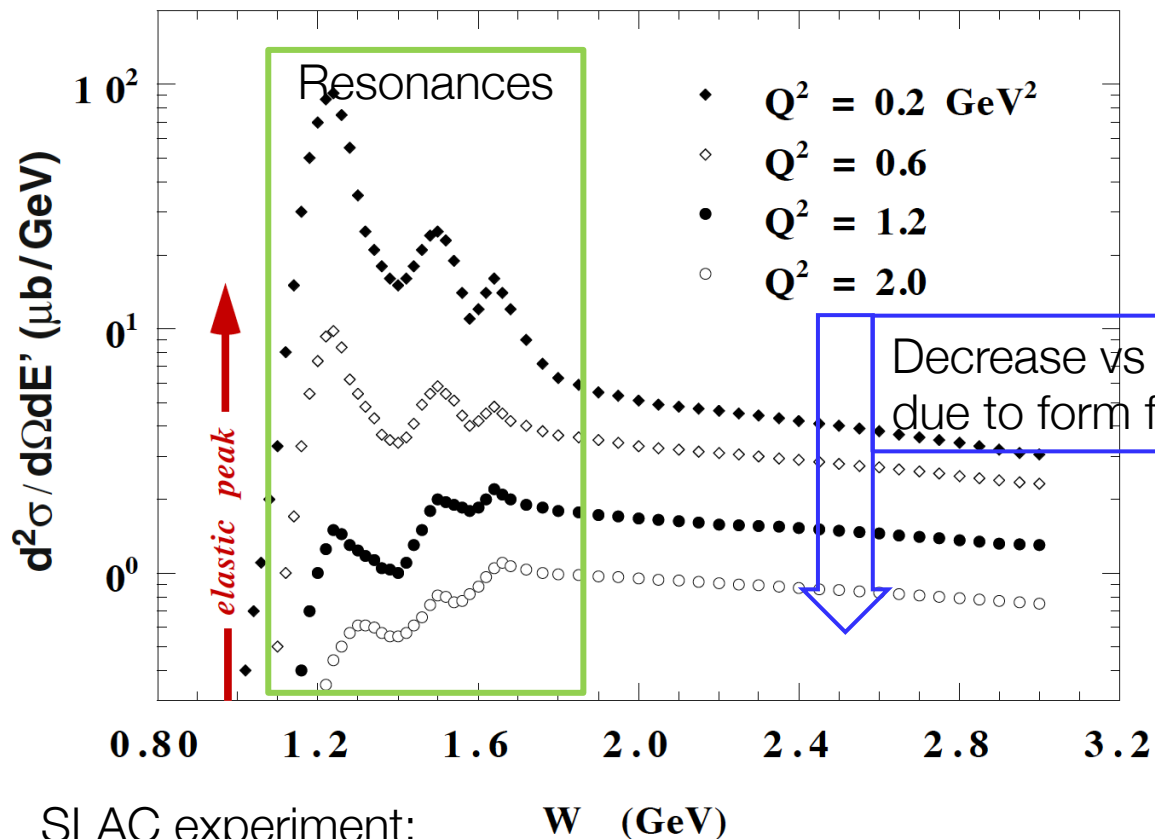 Resonances
10²
10¹
10⁰
d²σ / dΩdE' (μb/GeV)
elastic peak
Q² = 0.2 GeV²
Q² = 0.6
Q² = 1.2
Q² = 2.0
Decrease vs
due to form f
0.80 1.2 1.6 2.0 2.4 2.8 3.2
W (GeV)
SLAC experiment: